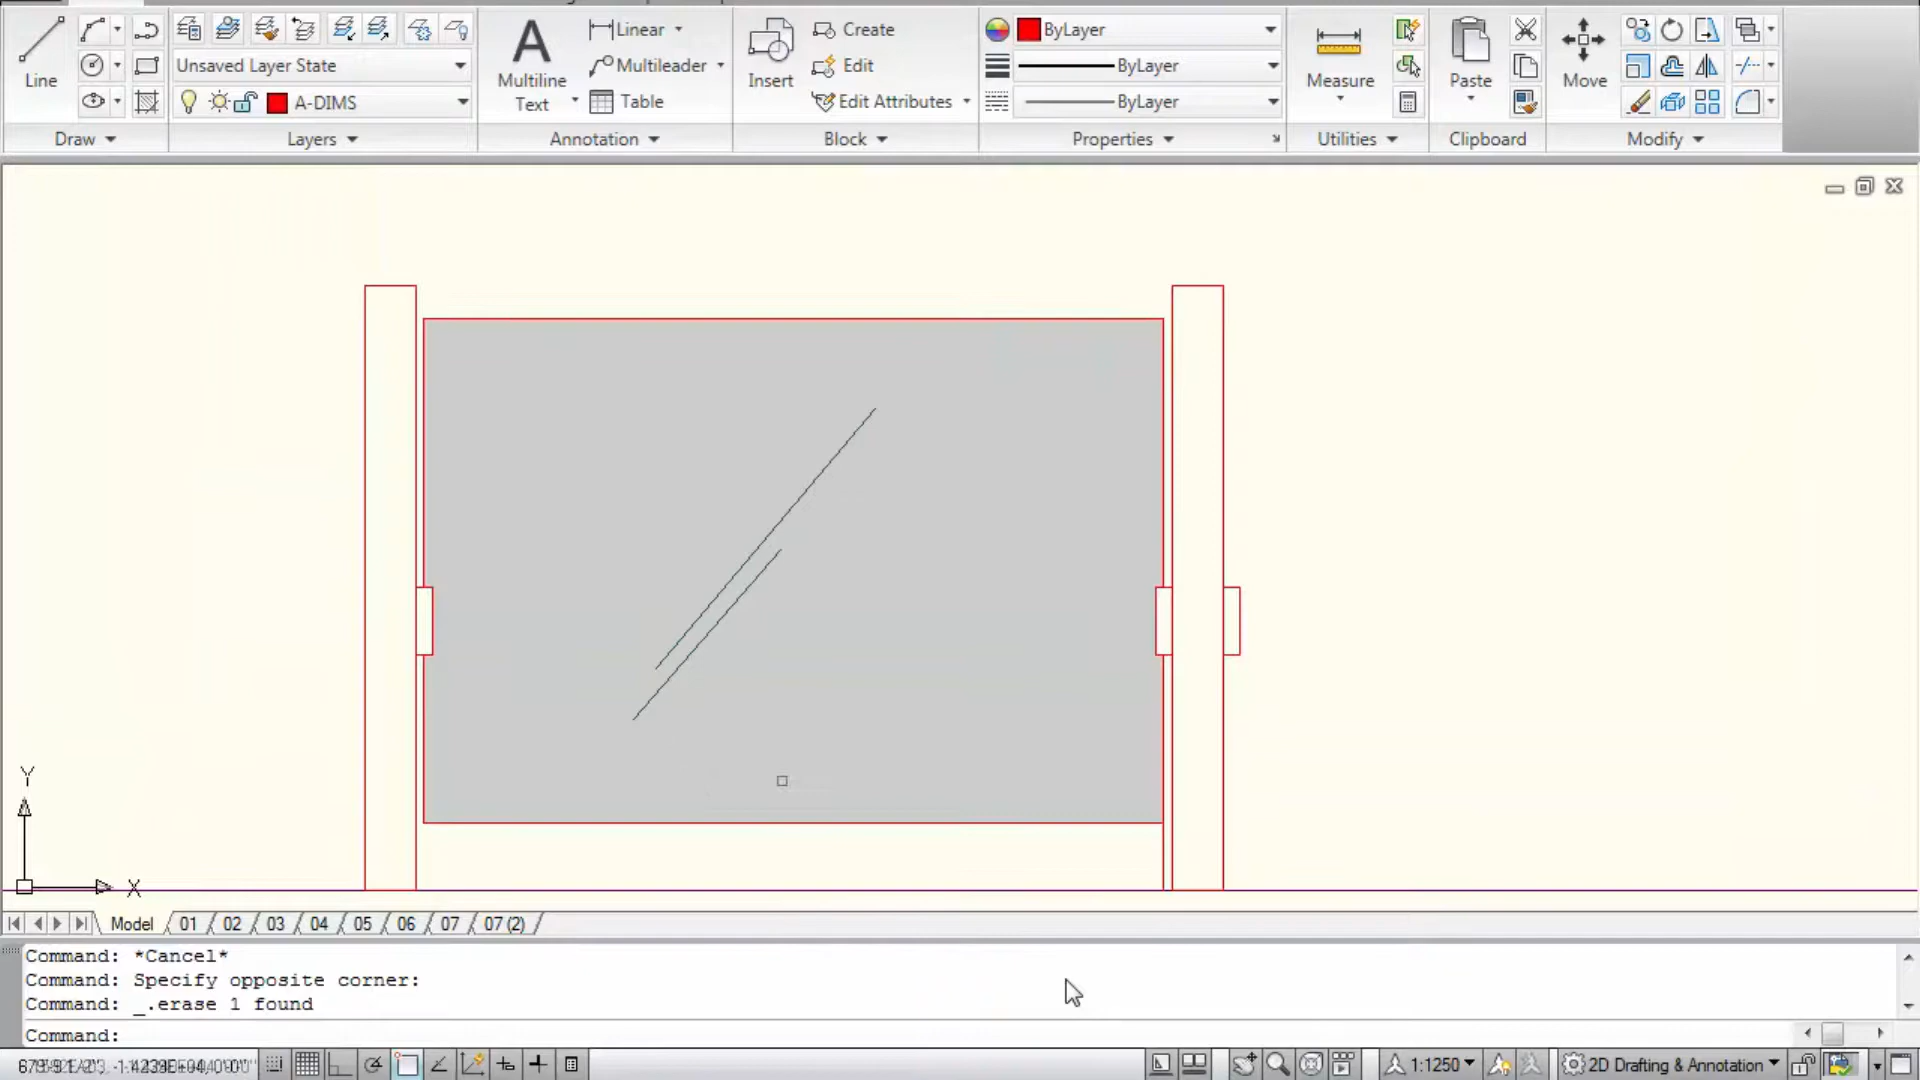 Line
Unsaved Layer State
A-DIMS
A
Multiline
Text
Linear
Multileader
Table
Insert
Create
Edit
Edit Attributes
ByLayer
ByLayer
ByLayer
Measure
Paste
Move
Draw
Layers
Annotation
Block
Properties
Utilities
Clipboard
Modify
Y
X
Model 01 02 03 04 05 06 07 07 (2)
Command: *Cancel*
Command: Specify opposite corner:
Command: _.erase 1 found
Command:
1:1250
2D Drafting & Annotation